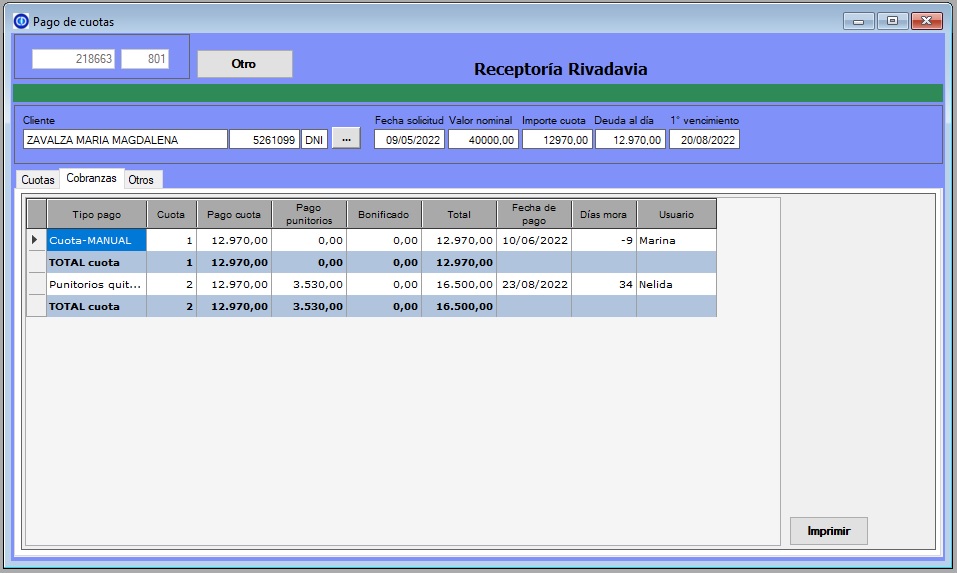 Pago de cuotas
218663 801 Otro
Receptoría Rivadavia
Cliente Fecha solicitud Valor nominal Importe cuota Deuda al día 1° vencimiento
ZAVALZA MARIA MAGDALENA 5261099 DNI ... 09/05/2022 40000,00 12970,00 12.970,00 20/08/2022
Cuotas Cobranzas Otros
Tipo pago Cuota Pago cuota Pago punitorios Bonificado Total Fecha de pago Días mora Usuario
Cuota-MANUAL 1 12.970,00 0,00 0,00 12.970,00 10/06/2022 -9 Marina
TOTAL cuota 1 12.970,00 0,00 0,00 12.970,00
Punitorios quit... 2 12.970,00 3.530,00 0,00 16.500,00 23/08/2022 34 Nelida
TOTAL cuota 2 12.970,00 3.530,00 0,00 16.500,00
Imprimir